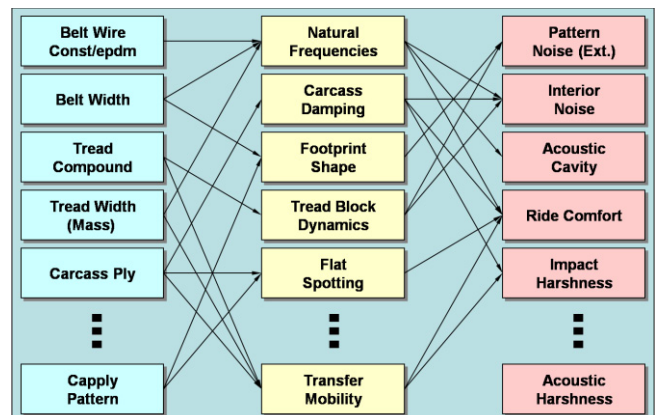 Belt Wire
Const/epdm
Natural
Frequencies
Pattern
Noise (Ext.)
Belt Width
Carcass
Damping
Interior
Noise
Tread
Compound
Footprint
Shape
Acoustic
Cavity
Tread Width
(Mass)
Tread Block
Dynamics
Ride Comfort
Carcass Ply
Flat
Spotting
Impact
Harshness
Capply
Pattern
Transfer
Mobility
Acoustic
Harshness